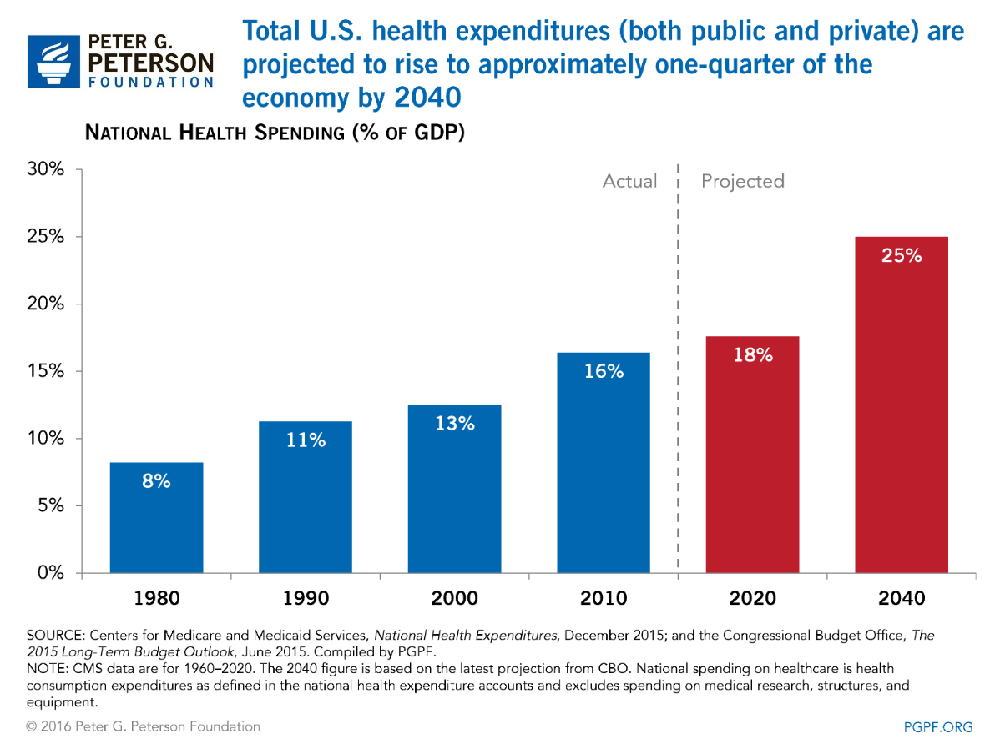 PETER G.
PETERSON
FOUNDATION
Total U.S. health expenditures (both public and private) are
projected to rise to approximately one-quarter of the
economy by 2040
NATIONAL HEALTH SPENDING (% OF GDP)
30%
25%
20%
15%
10%
5%
0%
Actual
Projected
8%
11%
13%
16%
18%
25%
1980
1990
2000
2010
2020
2040
SOURCE: Centers for Medicare and Medicaid Services, National Health Expenditures, December 2015; and the Congressional Budget Office, The
2015 Long-Term Budget Outlook, June 2015. Compiled by PGPF.
NOTE: CMS data are for 1960–2020. The 2040 figure is based on the latest projection from CBO. National spending on healthcare is health
consumption expenditures as defined in the national health expenditure accounts and excludes spending on medical research, structures, and
equipment.
© 2016 Peter G. Peterson Foundation
PGPF.ORG